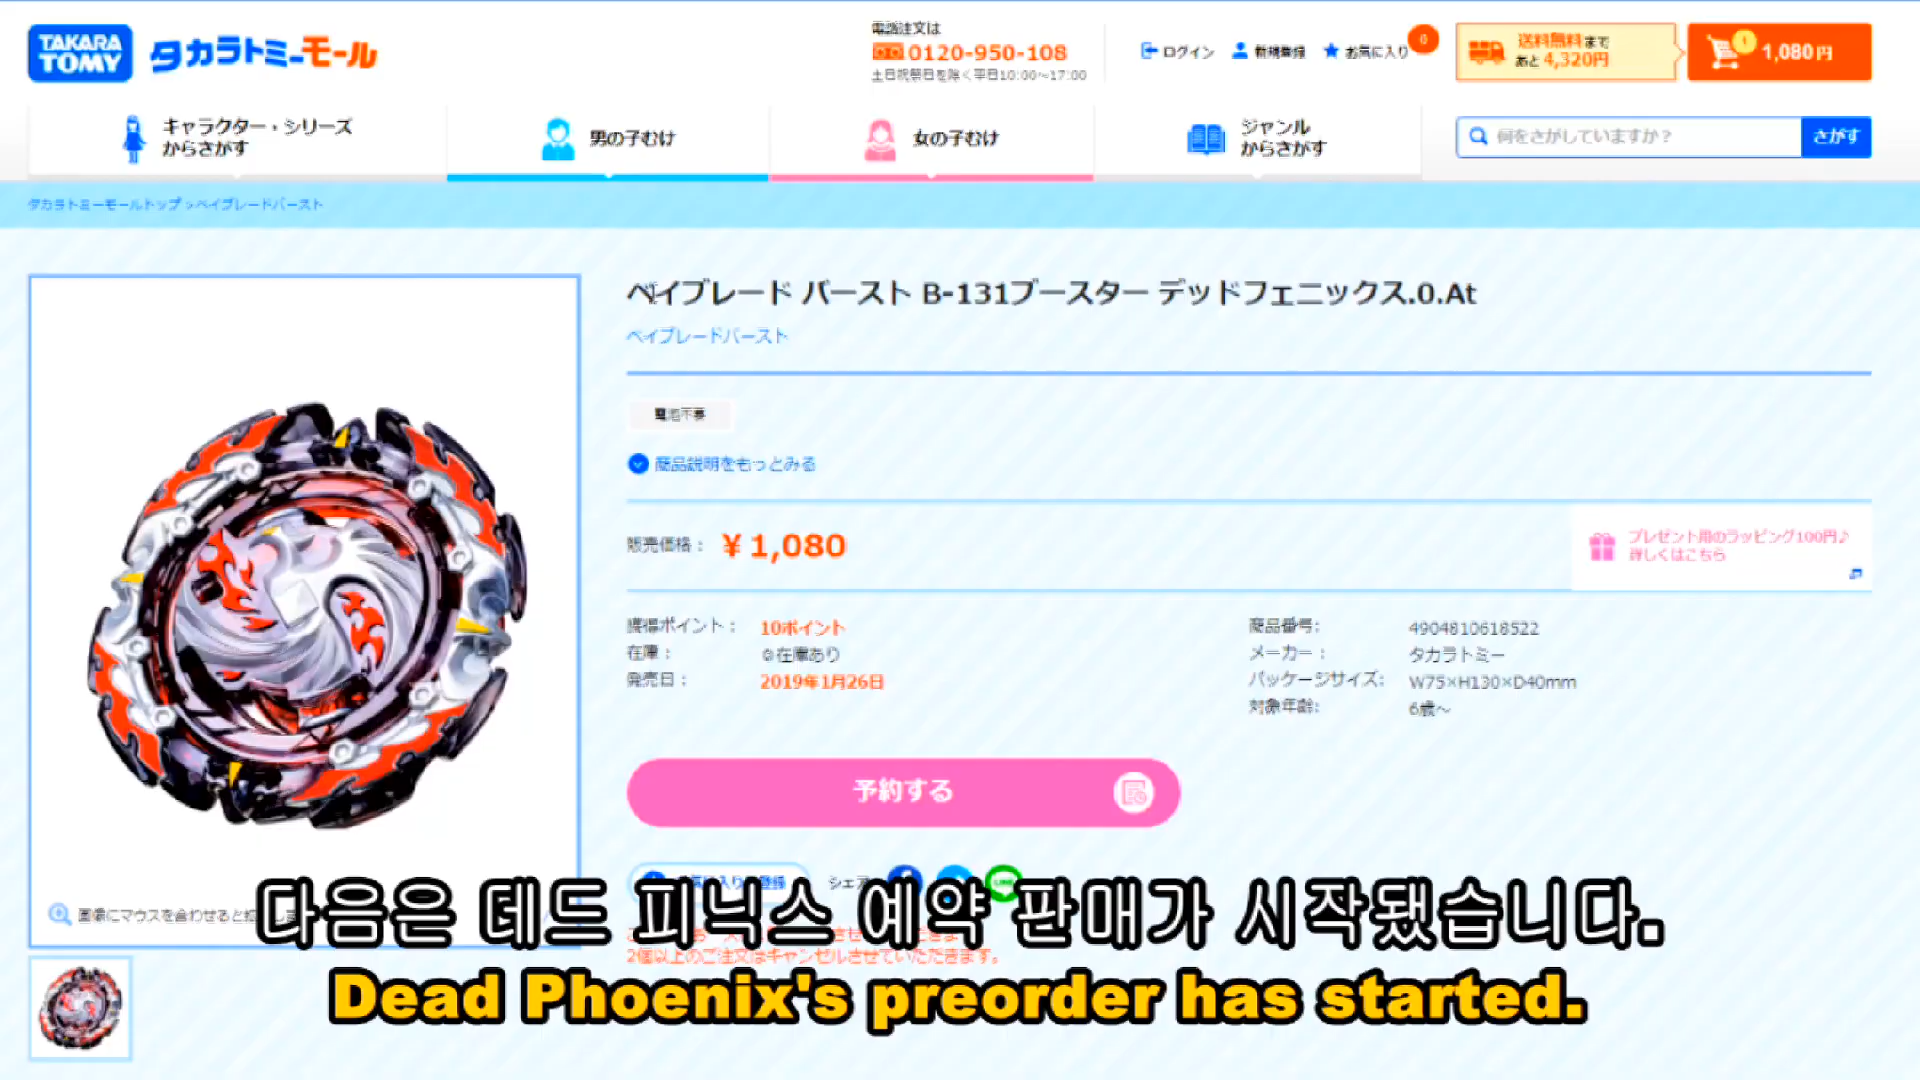 TAKARA TOMY
タカラトミーモール
電話注文は
0120-950-108
土日祝祭日を除く平日10:00〜17:00
ログイン
新規登録
お気に入り
0
送料無料まで
あと4,320円
1
1,080円
キャラクター・シリーズ
からさがす
男の子むけ
女の子むけ
ジャンル
からさがす
何をさがしていますか？
さがす
タカラトミーモールトップ > ベイブレードバースト
ベイブレード バースト B-131ブースター デッドフェニックス.0.At
ベイブレードバースト
電池不要
商品説明をもっとみる
販売価格： ¥ 1,080
プレゼント用のラッピング100円♪
詳しくはこちら
獲得ポイント： 10ポイント
在庫： ◎在庫あり
発売日： 2019年1月26日
商品番号: 4904810618522
メーカー： タカラトミー
パッケージサイズ: W75×H130×D40mm
対象年齢: 6歳〜
予約する
シェア
LINE
画像にマウスを合わせると拡
2個以上のご注文はキャンセルさせていただきます。
다음은 데드 피닉스 예약 판매가 시작됐습니다.
Dead Phoenix's preorder has started.